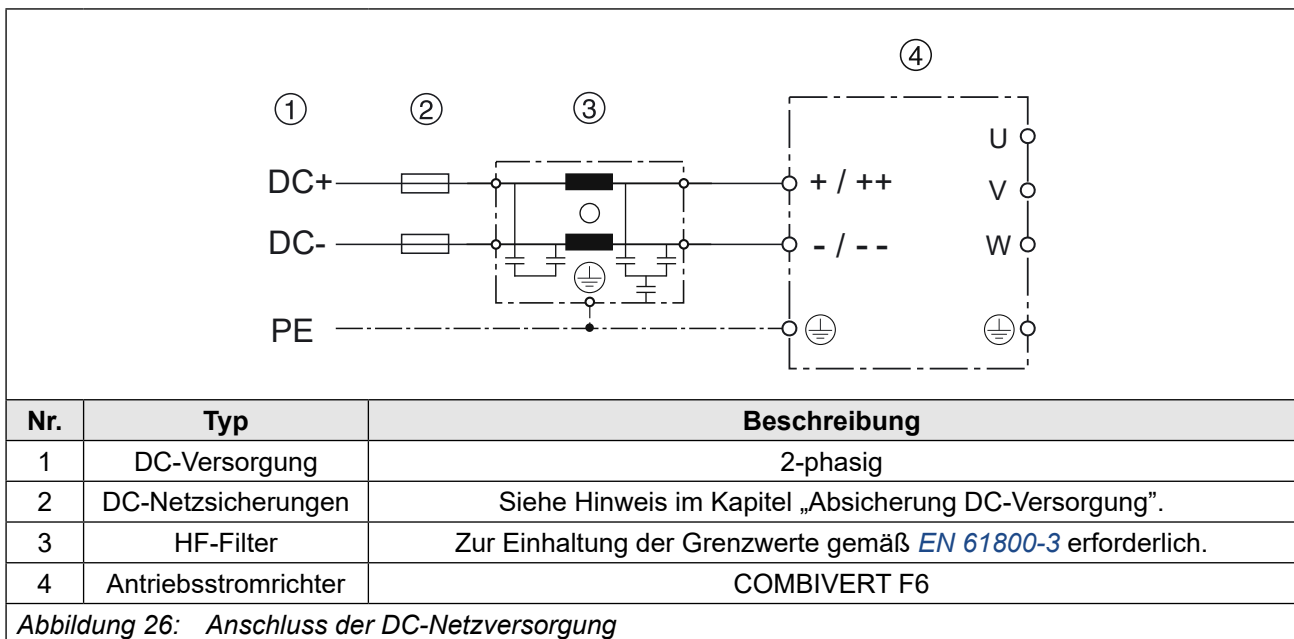 ④
① ② ③
U
DC+ + / ++ V
DC- - / -- W
PE
Nr. Typ Beschreibung
1 DC-Versorgung 2-phasig
2 DC-Netzsicherungen Siehe Hinweis im Kapitel „Absicherung DC-Versorgung”.
3 HF-Filter Zur Einhaltung der Grenzwerte gemäß EN 61800-3 erforderlich.
4 Antriebsstromrichter COMBIVERT F6
Abbildung 26: Anschluss der DC-Netzversorgung